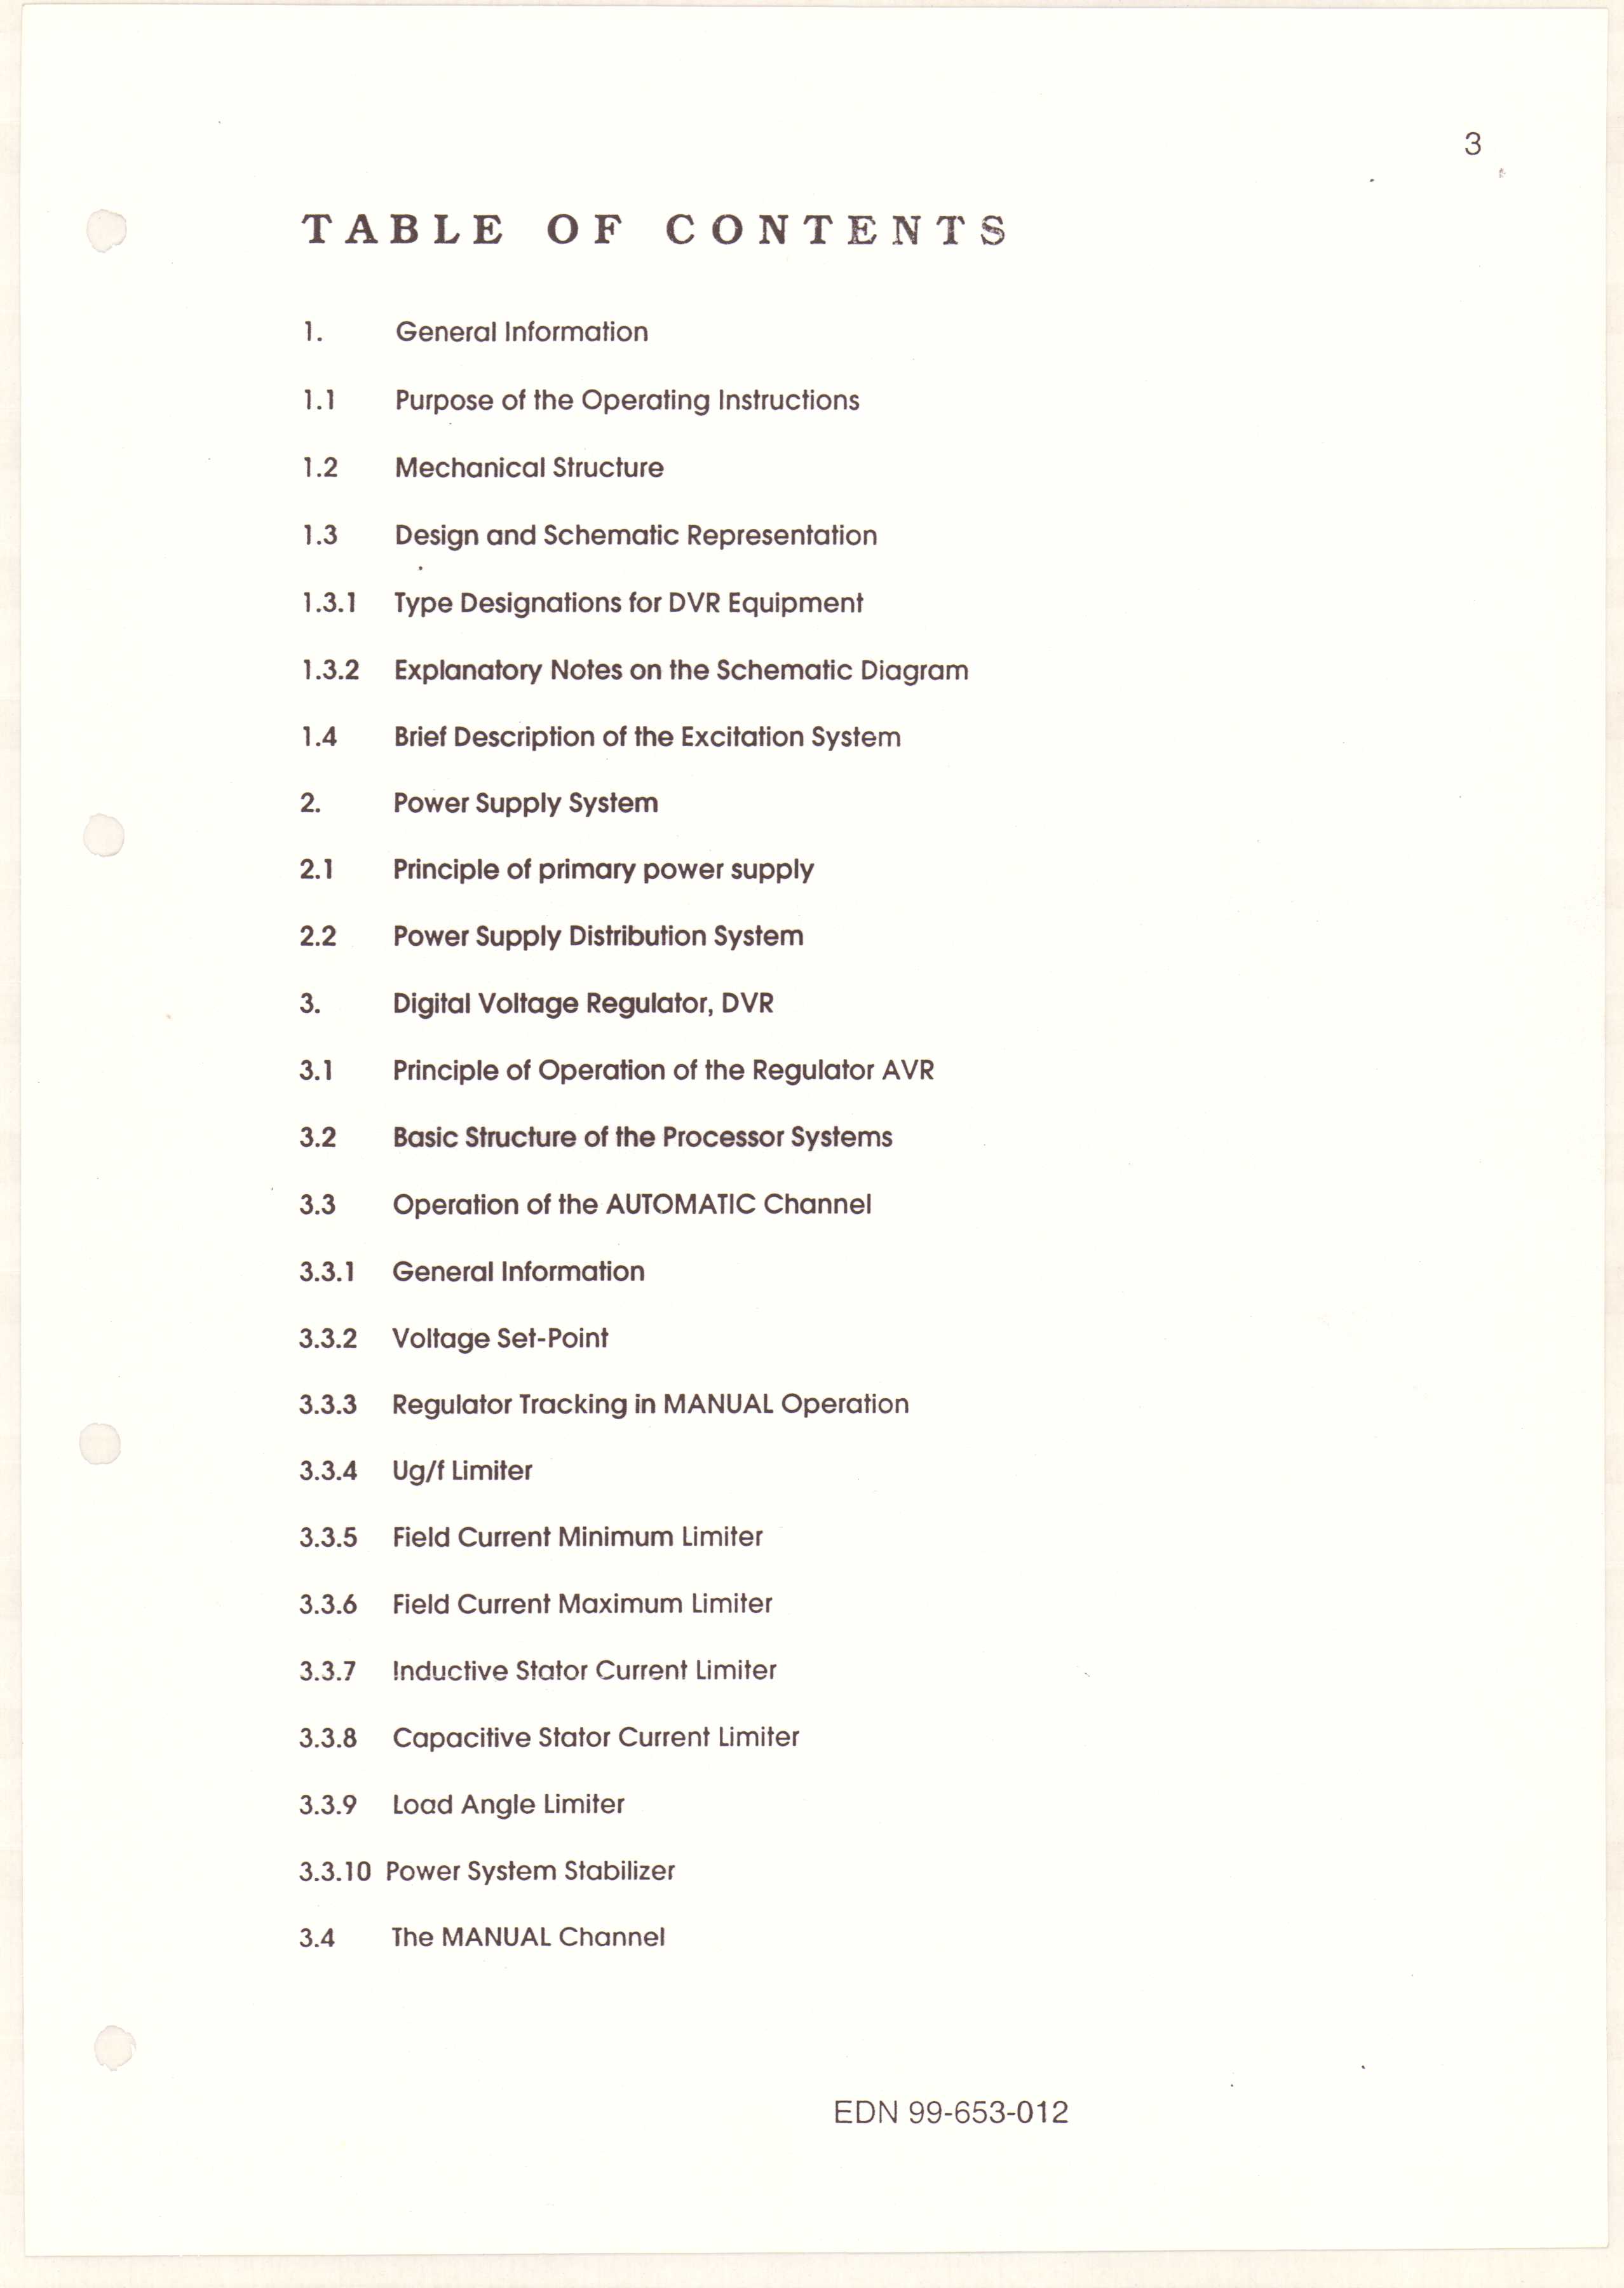 3
TABLE OF CONTENTS
1. General Information
1.1 Purpose of the Operating Instructions
1.2 Mechanical Structure
1.3 Design and Schematic Representation
1.3.1 Type Designations for DVR Equipment
1.3.2 Explanatory Notes on the Schematic Diagram
1.4 Brief Description of the Excitation System
2. Power Supply System
2.1 Principle of primary power supply
2.2 Power Supply Distribution System
3. Digital Voltage Regulator, DVR
3.1 Principle of Operation of the Regulator AVR
3.2 Basic Structure of the Processor Systems
3.3 Operation of the AUTOMATIC Channel
3.3.1 General Information
3.3.2 Voltage Set-Point
3.3.3 Regulator Tracking in MANUAL Operation
3.3.4 Ug/f Limiter
3.3.5 Field Current Minimum Limiter
3.3.6 Field Current Maximum Limiter
3.3.7 Inductive Stator Current Limiter
3.3.8 Capacitive Stator Current Limiter
3.3.9 Load Angle Limiter
3.3.10 Power System Stabilizer
3.4 The MANUAL Channel
EDN 99-653-012